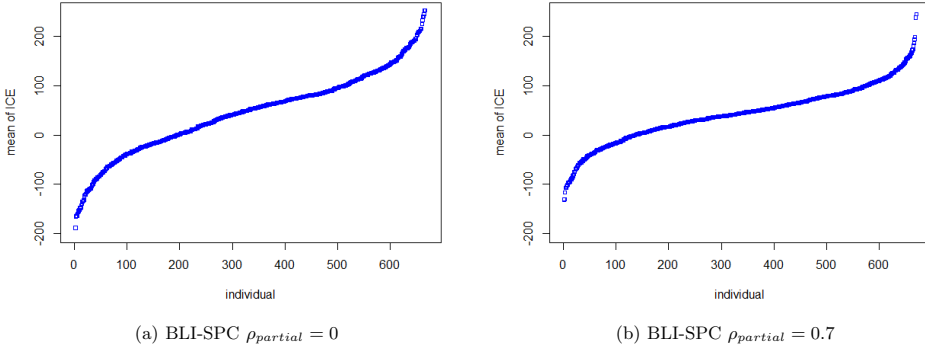 mean of ICE
200
100
0
-100
-200
0 100 200 300 400 500 600
individual
(a) BLI-SPC ρpartial = 0
mean of ICE
200
100
0
-100
-200
0 100 200 300 400 500 600
individual
(b) BLI-SPC ρpartial = 0.7